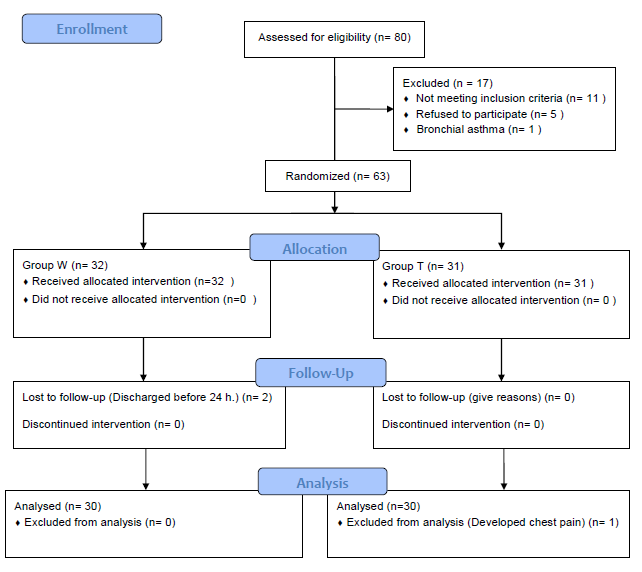 Enrollment
Assessed for eligibility (n= 80)
Excluded (n = 17)
♦ Not meeting inclusion criteria (n= 11 )
♦ Refused to participate (n= 5 )
♦ Bronchial asthma (n= 1 )
Randomized (n= 63)
Allocation
Group W (n= 32)
♦ Received allocated intervention (n=32 )
♦ Did not receive allocated intervention (n=0 )
Group T (n= 31)
♦ Received allocated intervention (n= 31 )
♦ Did not receive allocated intervention (n= 0 )
Follow-Up
Lost to follow-up (Discharged before 24 h.) (n= 2)
Discontinued intervention (n= 0)
Lost to follow-up (give reasons) (n= 0)
Discontinued intervention (n= 0)
Analysis
Analysed (n= 30)
♦ Excluded from analysis (n= 0)
Analysed (n=30)
♦ Excluded from analysis (Developed chest pain) (n= 1)